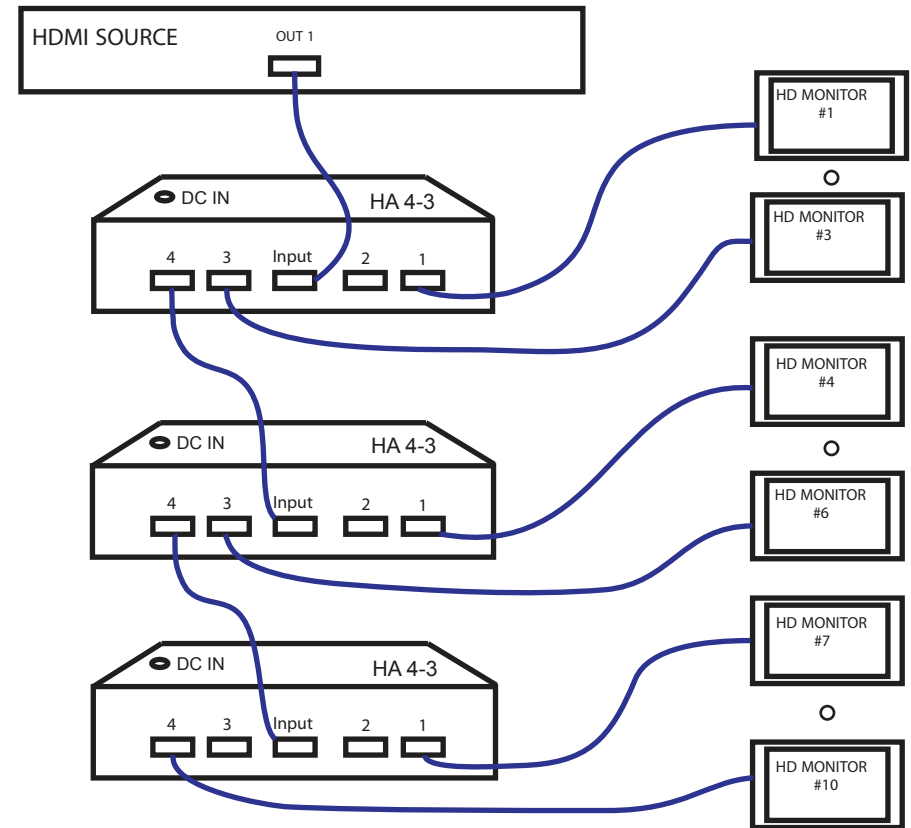 HDMI SOURCE
OUT 1
HD MONITOR
#1
DC IN
HA 4-3
4 3 Input 2 1
HD MONITOR
#3
HD MONITOR
#4
DC IN
HA 4-3
4 3 Input 2 1
HD MONITOR
#6
HD MONITOR
#7
DC IN
HA 4-3
4 3 Input 2 1
HD MONITOR
#10